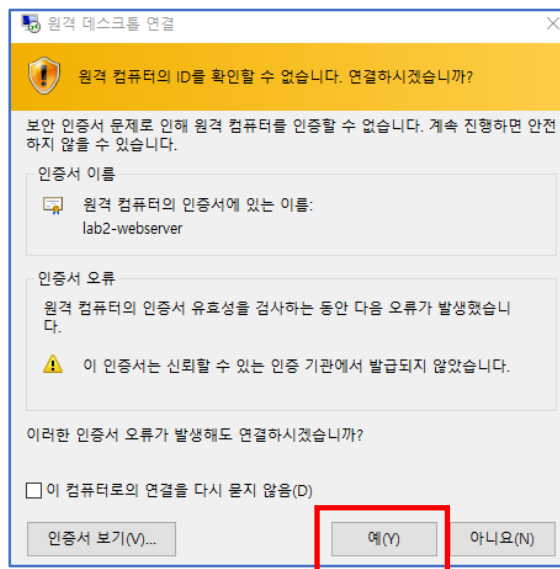 원격 데스크톱 연결
원격 컴퓨터의 ID를 확인할 수 없습니다. 연결하시겠습니까?
보안 인증서 문제로 인해 원격 컴퓨터를 인증할 수 없습니다. 계속 진행하면 안전
하지 않을 수 있습니다.
인증서 이름
원격 컴퓨터의 인증서에 있는 이름:
lab2-webserver
인증서 오류
원격 컴퓨터의 인증서 유효성을 검사하는 동안 다음 오류가 발생했습니
다.
이 인증서는 신뢰할 수 있는 인증 기관에서 발급되지 않았습니다.
이러한 인증서 오류가 발생해도 연결하시겠습니까?
이 컴퓨터로의 연결을 다시 묻지 않음(D)
인증서 보기(V)... 예(Y) 아니요(N)